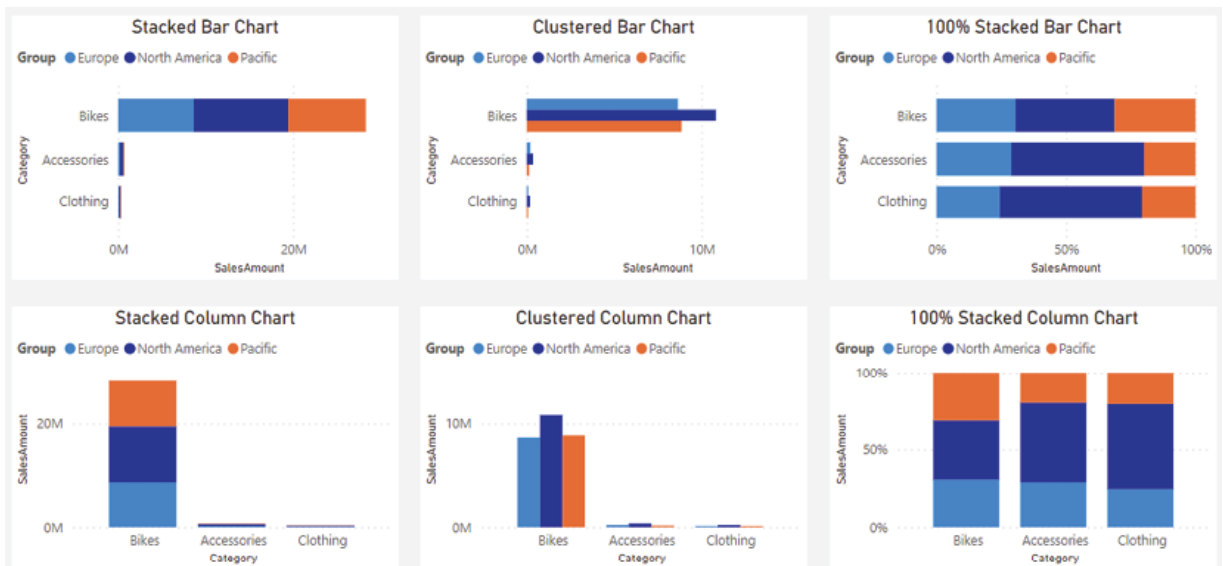 Stacked Bar Chart
Group Europe North America Pacific
Category
Bikes
Accessories
Clothing
0M 20M
SalesAmount
Clustered Bar Chart
Group Europe North America Pacific
Category
Bikes
Accessories
Clothing
0M 10M
SalesAmount
100% Stacked Bar Chart
Group Europe North America Pacific
Category
Bikes
Accessories
Clothing
0% 50% 100%
SalesAmount
Stacked Column Chart
Group Europe North America Pacific
SalesAmount
20M
0M
Bikes Accessories Clothing
Category
Clustered Column Chart
Group Europe North America Pacific
SalesAmount
10M
0M
Bikes Accessories Clothing
Category
100% Stacked Column Chart
Group Europe North America Pacific
SalesAmount
100%
50%
0%
Bikes Accessories Clothing
Category